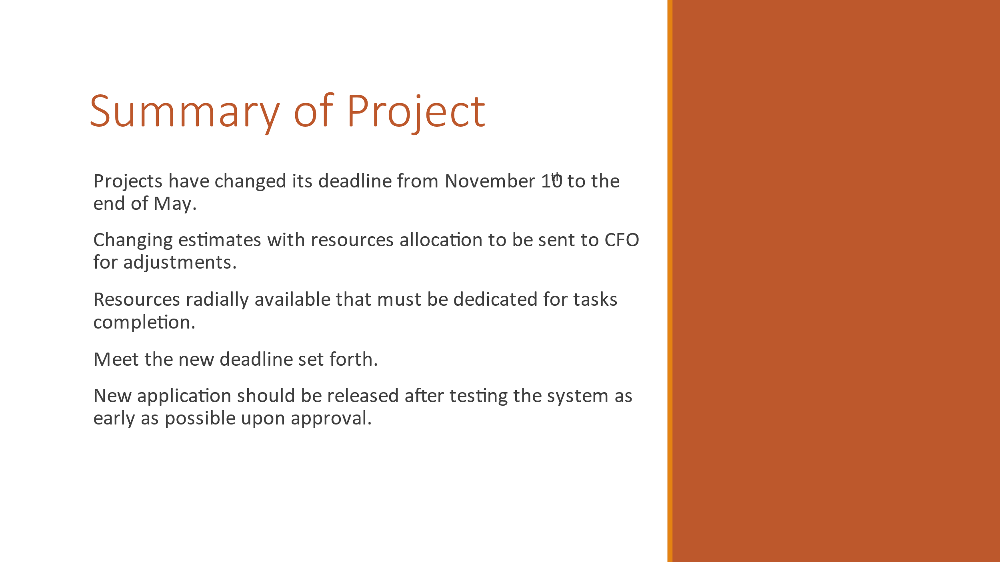 Summary of Project
Projects have changed its deadline from November 10th to the
end of May.
Changing estimates with resources allocation to be sent to CFO
for adjustments.
Resources radially available that must be dedicated for tasks
completion.
Meet the new deadline set forth.
New application should be released after testing the system as
early as possible upon approval.